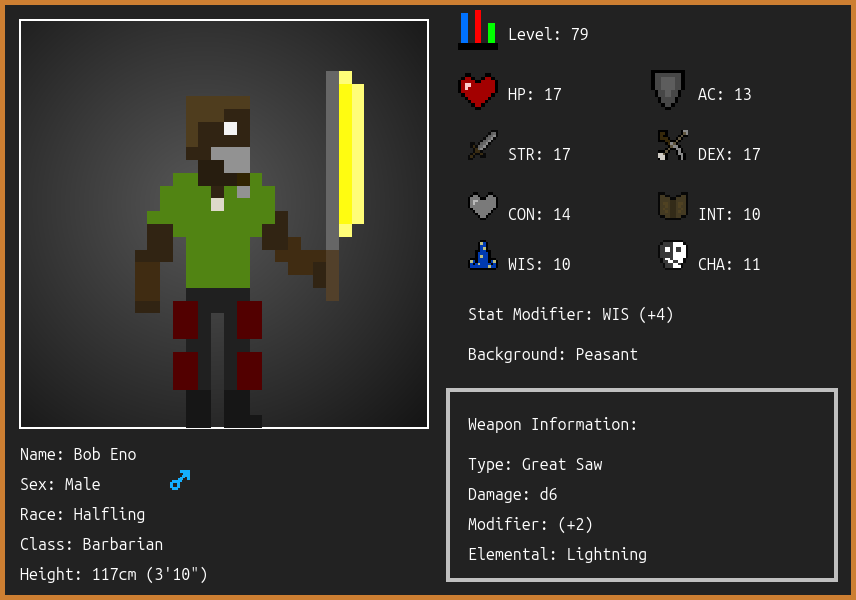 Level: 79
HP: 17
AC: 13
STR: 17
DEX: 17
CON: 14
INT: 10
WIS: 10
CHA: 11
Stat Modifier: WIS (+4)
Background: Peasant
Weapon Information:
Type: Great Saw
Damage: d6
Modifier: (+2)
Elemental: Lightning
Name: Bob Eno
Sex: Male
Race: Halfling
Class: Barbarian
Height: 117cm (3'10")